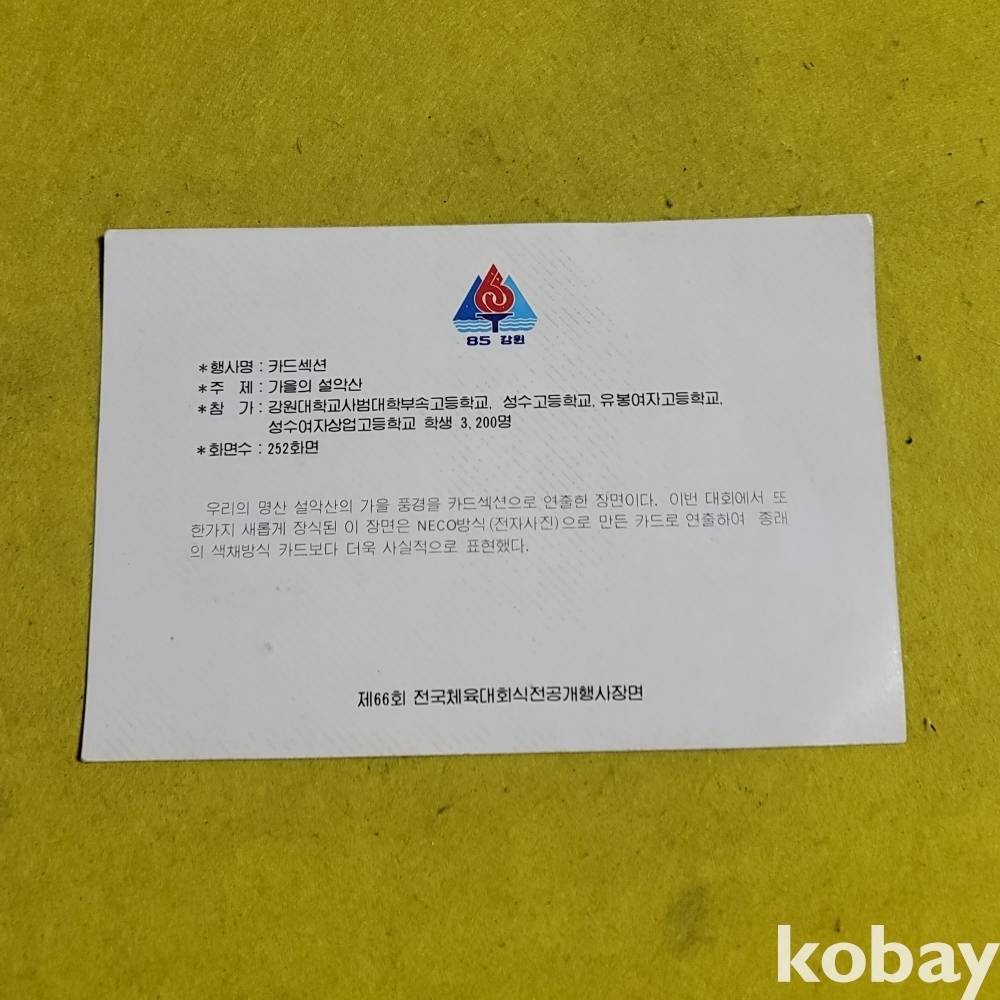 85 강원
*행사명 : 카드섹션
*주 제 : 가을의 설악산
*참 가 : 강원대학교사범대학부속고등학교, 성수고등학교, 유봉여자고등학교,
성수여자상업고등학교 학생 3,200명
*화면수 : 252화면
우리의 명산 설악산의 가을 풍경을 카드섹션으로 연출한 장면이다. 이번 대회에서 또
한가지 새롭게 장식된 이 장면은 NECO방식(전자사진)으로 만든 카드로 연출하여 종래
의 색채방식 카드보다 더욱 사실적으로 표현했다.
제66회 전국체육대회식전공개행사장면
kobay